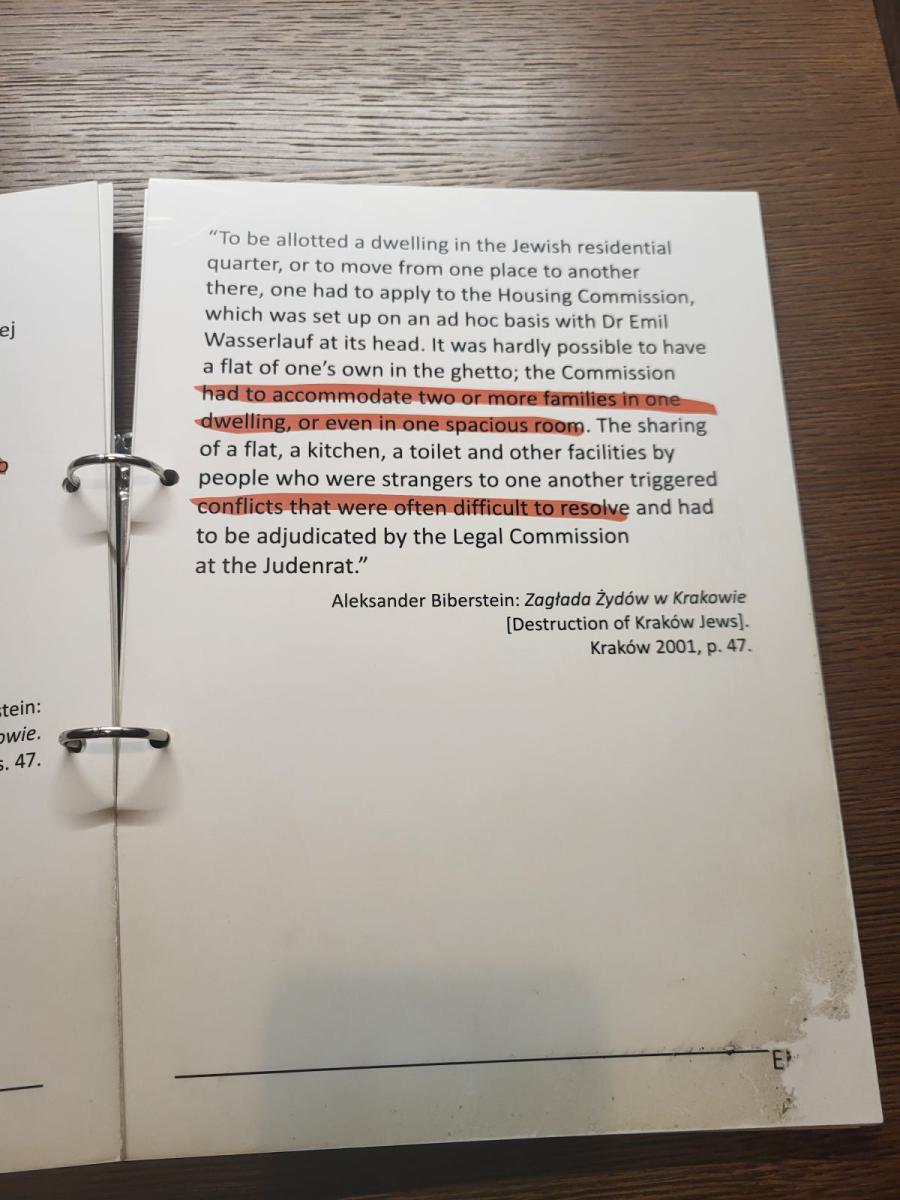 ej
stein:
owie.
s. 47.
“To be allotted a dwelling in the Jewish residential
quarter, or to move from one place to another
there, one had to apply to the Housing Commission,
which was set up on an ad hoc basis with Dr Emil
Wasserlauf at its head. It was hardly possible to have
a flat of one’s own in the ghetto; the Commission
had to accommodate two or more families in one
dwelling, or even in one spacious room. The sharing
of a flat, a kitchen, a toilet and other facilities by
people who were strangers to one another triggered
conflicts that were often difficult to resolve and had
to be adjudicated by the Legal Commission
at the Judenrat.”
Aleksander Biberstein: Zagłada Żydów w Krakowie
[Destruction of Kraków Jews].
Kraków 2001, p. 47.